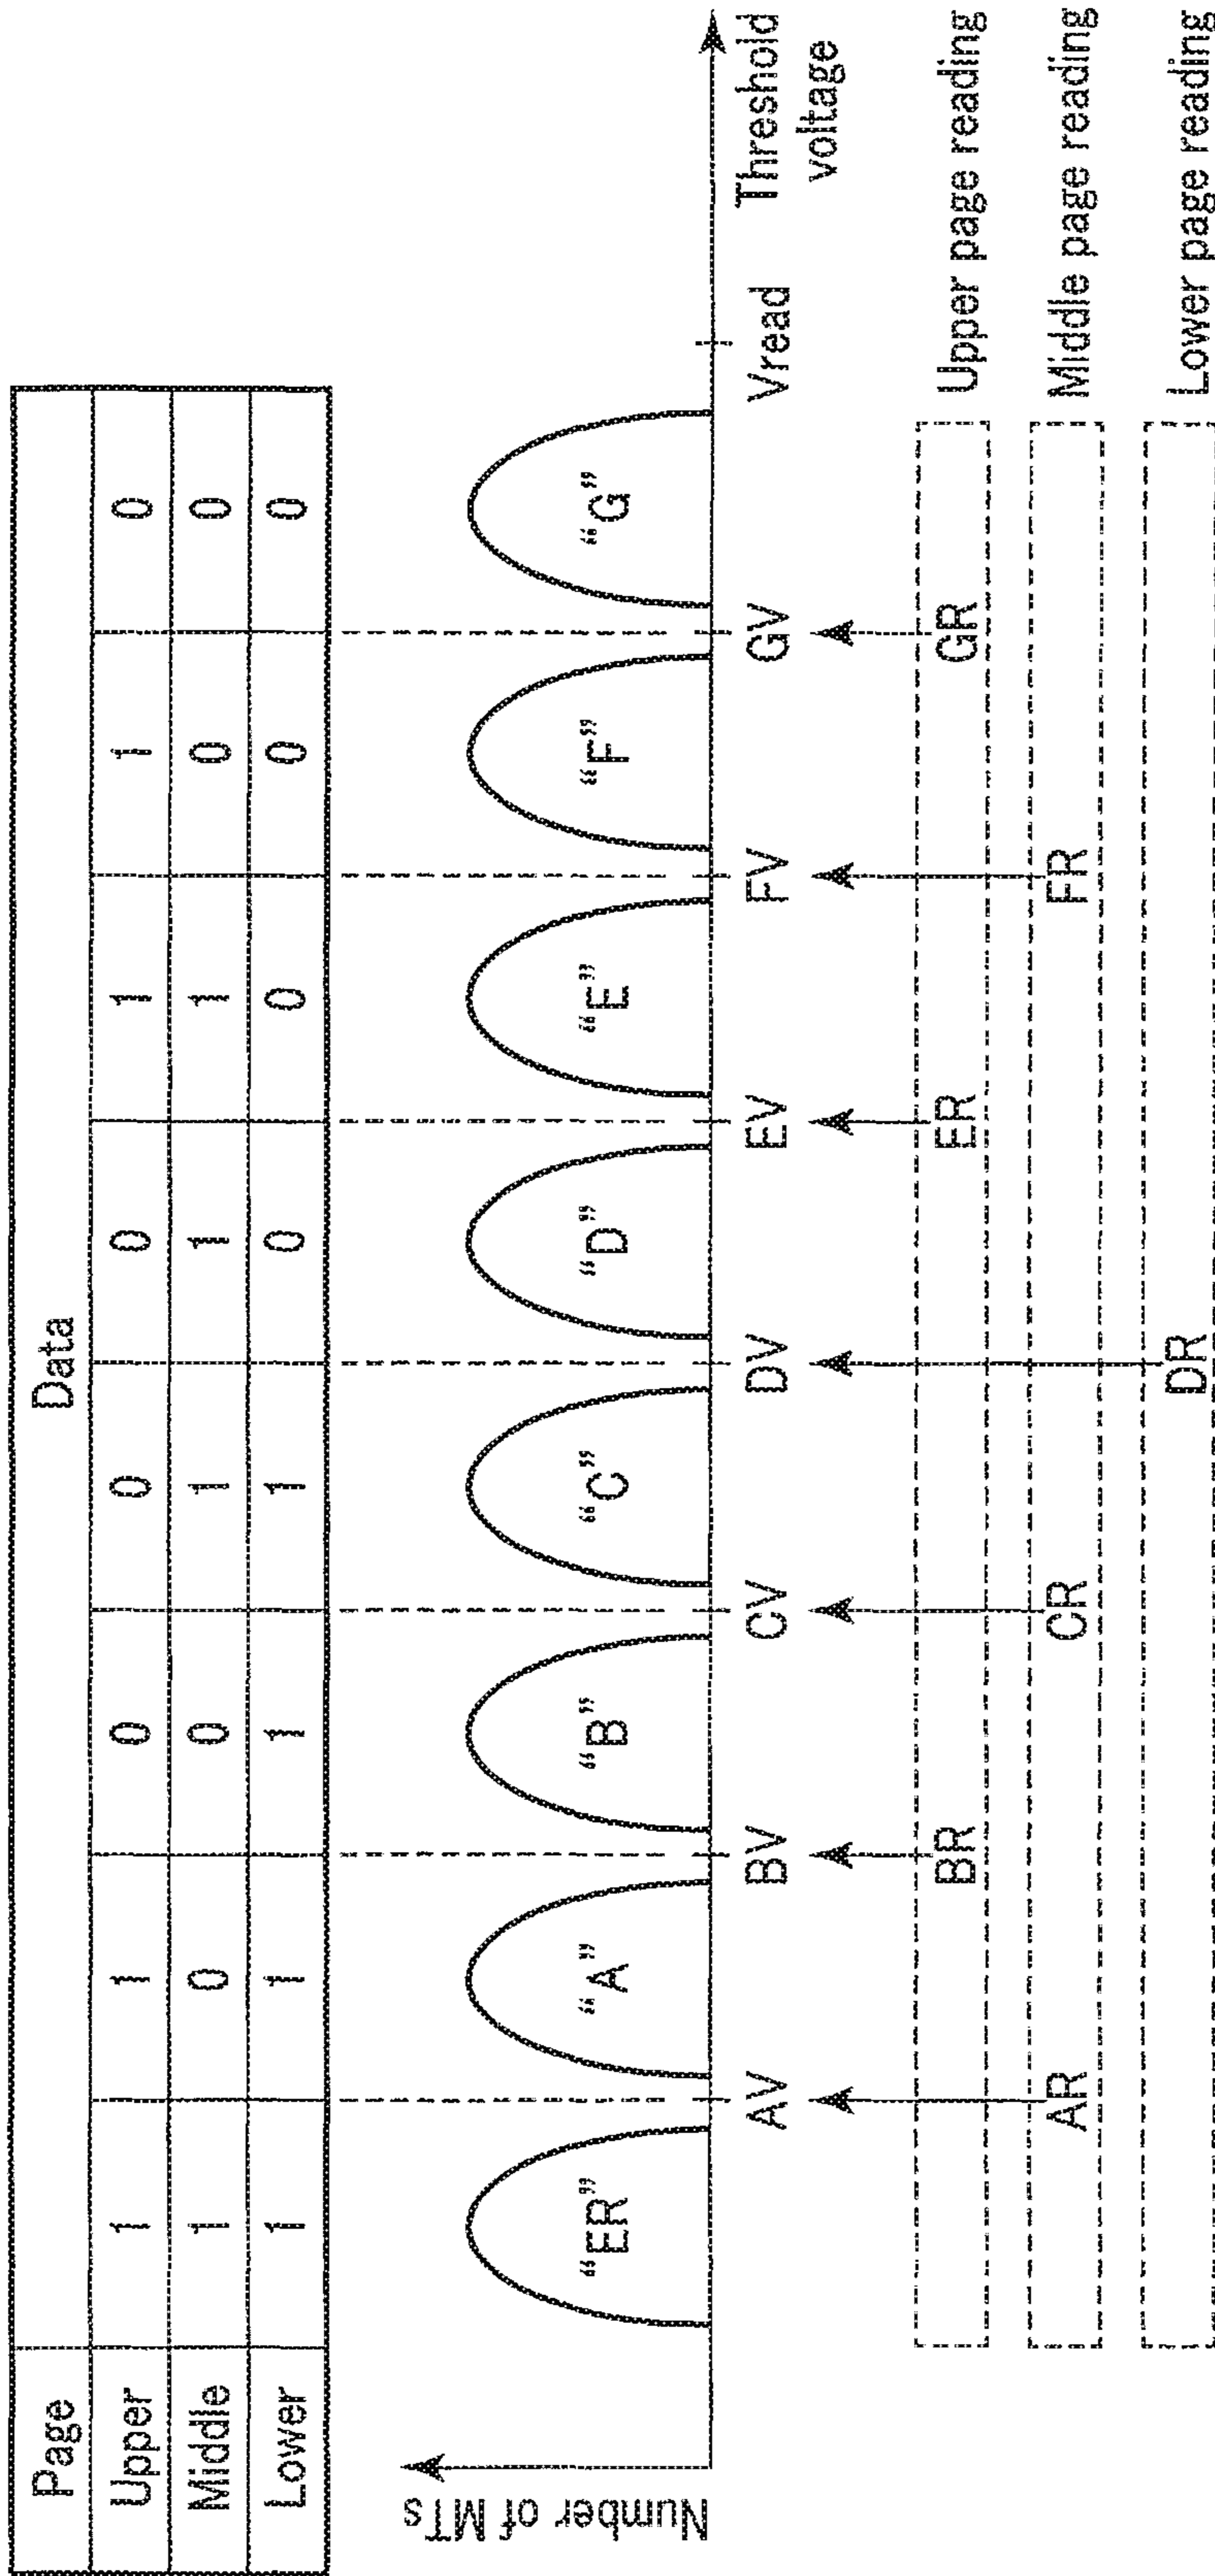 Page Data
Upper 1 1 0 0 0 1 1 0
Middle 1 0 0 1 1 1 0 0
Lower 1 1 1 1 0 0 0 0
Number of MTs
“ER” “A” “B” “C” “D” “E” “F” “G”
AV BV CV DV EV FV GV Vread Threshold
voltage
BR ER GR Upper page reading
AR CR FR Middle page reading
DR Lower page reading